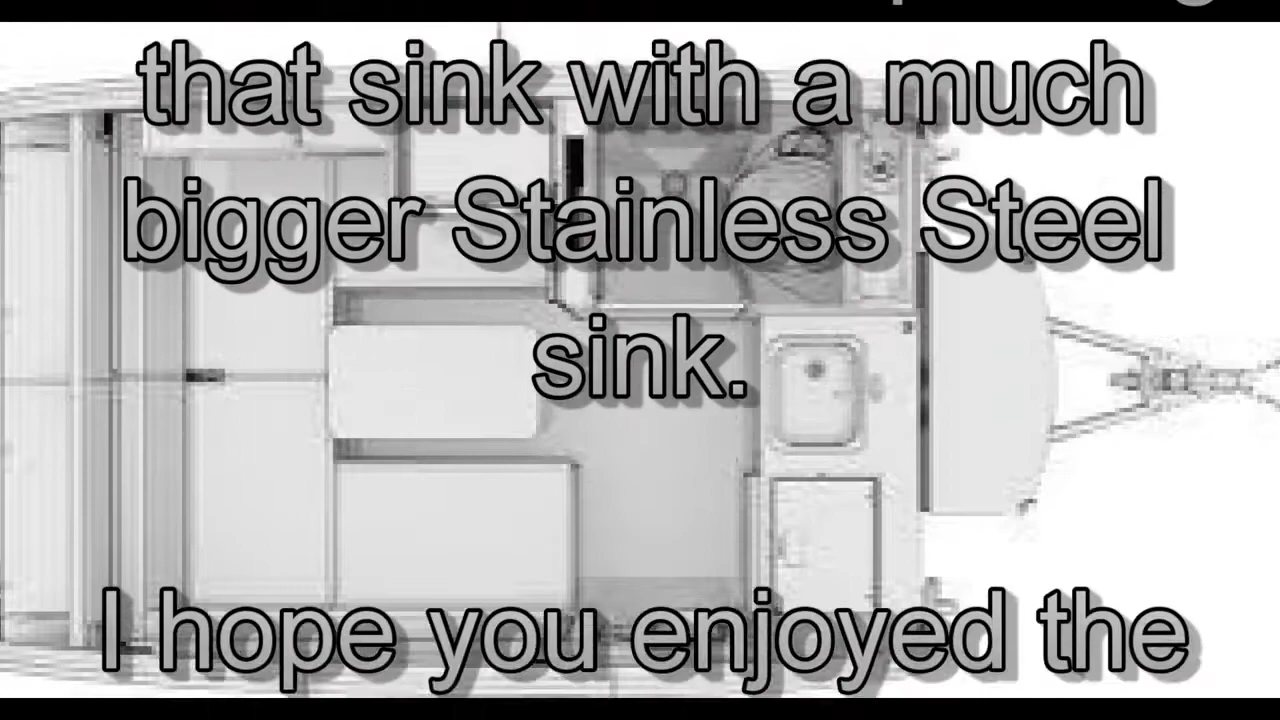 that sink with a much
bigger Stainless Steel
sink.
I hope you enjoyed the